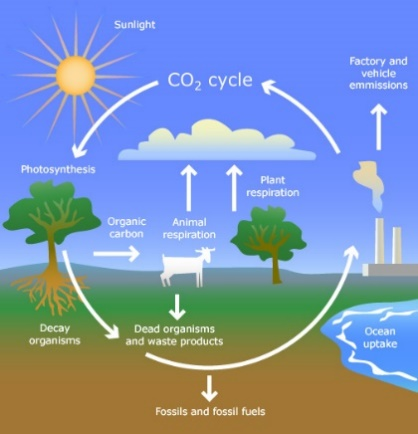 Sunlight
CO₂ cycle
Factory and
vehicle
emmissions
Photosynthesis
Plant
respiration
Organic
carbon
Animal
respiration
Decay
organisms
Dead organisms
and waste products
Ocean
uptake
Fossils and fossil fuels